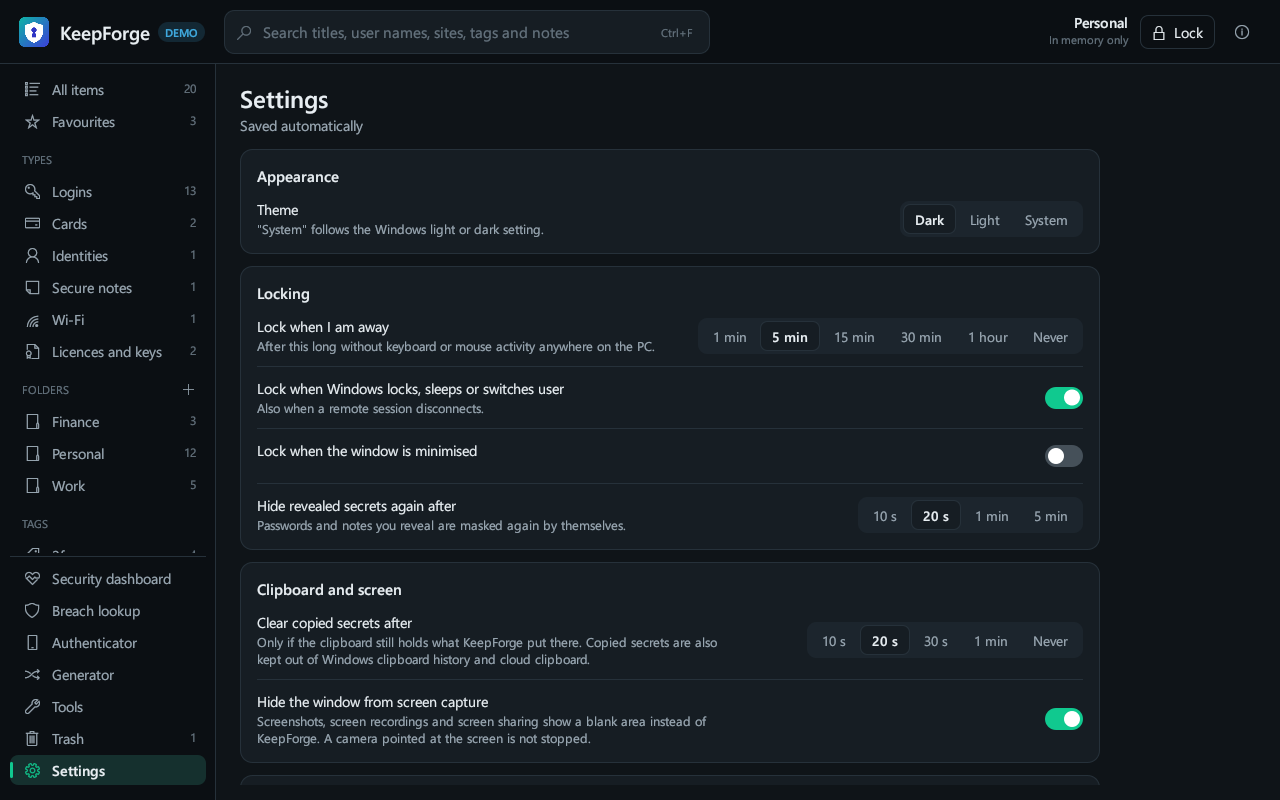 KeepForge DEMO
Search titles, user names, sites, tags and notes Ctrl+F
Personal
In memory only
Lock
All items 20
Favourites 3
TYPES
Logins 13
Cards 2
Identities 1
Secure notes 1
Wi-Fi 1
Licences and keys 2
FOLDERS
Finance 3
Personal 12
Work 5
TAGS
Security dashboard
Breach lookup
Authenticator
Generator
Tools
Trash 1
Settings
Settings
Saved automatically
Appearance
Theme
"System" follows the Windows light or dark setting.
Dark Light System
Locking
Lock when I am away
After this long without keyboard or mouse activity anywhere on the PC.
1 min 5 min 15 min 30 min 1 hour Never
Lock when Windows locks, sleeps or switches user
Also when a remote session disconnects.
Lock when the window is minimised
Hide revealed secrets again after
Passwords and notes you reveal are masked again by themselves.
10 s 20 s 1 min 5 min
Clipboard and screen
Clear copied secrets after
Only if the clipboard still holds what KeepForge put there. Copied secrets are also
kept out of Windows clipboard history and cloud clipboard.
10 s 20 s 30 s 1 min Never
Hide the window from screen capture
Screenshots, screen recordings and screen sharing show a blank area instead of
KeepForge. A camera pointed at the screen is not stopped.